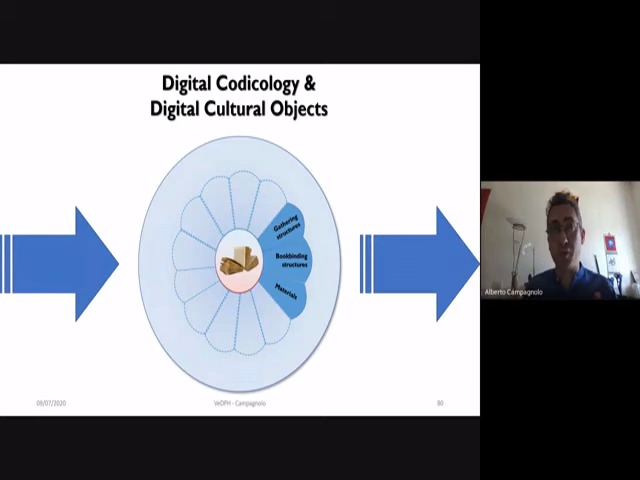 Digital Codicology &
Digital Cultural Objects
Gathering
structures
Bookbinding
structures
Materials
09/07/2020
VeDPH - Campagnolo
80
Alberto Campagnolo